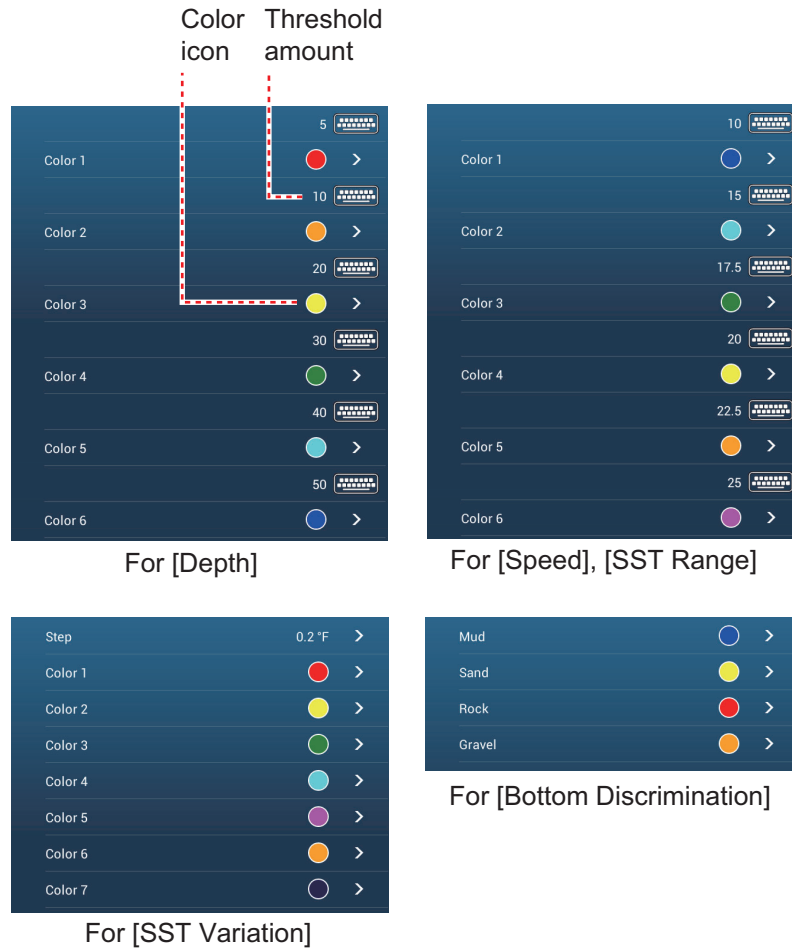 Color Threshold
icon amount
5
Color 1
10
Color 2
20
Color 3
30
Color 4
40
Color 5
50
Color 6
For [Depth]
10
Color 1
15
Color 2
17.5
Color 3
20
Color 4
22.5
Color 5
25
Color 6
For [Speed], [SST Range]
Step 0.2 °F
Color 1
Color 2
Color 3
Color 4
Color 5
Color 6
Color 7
For [SST Variation]
Mud
Sand
Rock
Gravel
For [Bottom Discrimination]